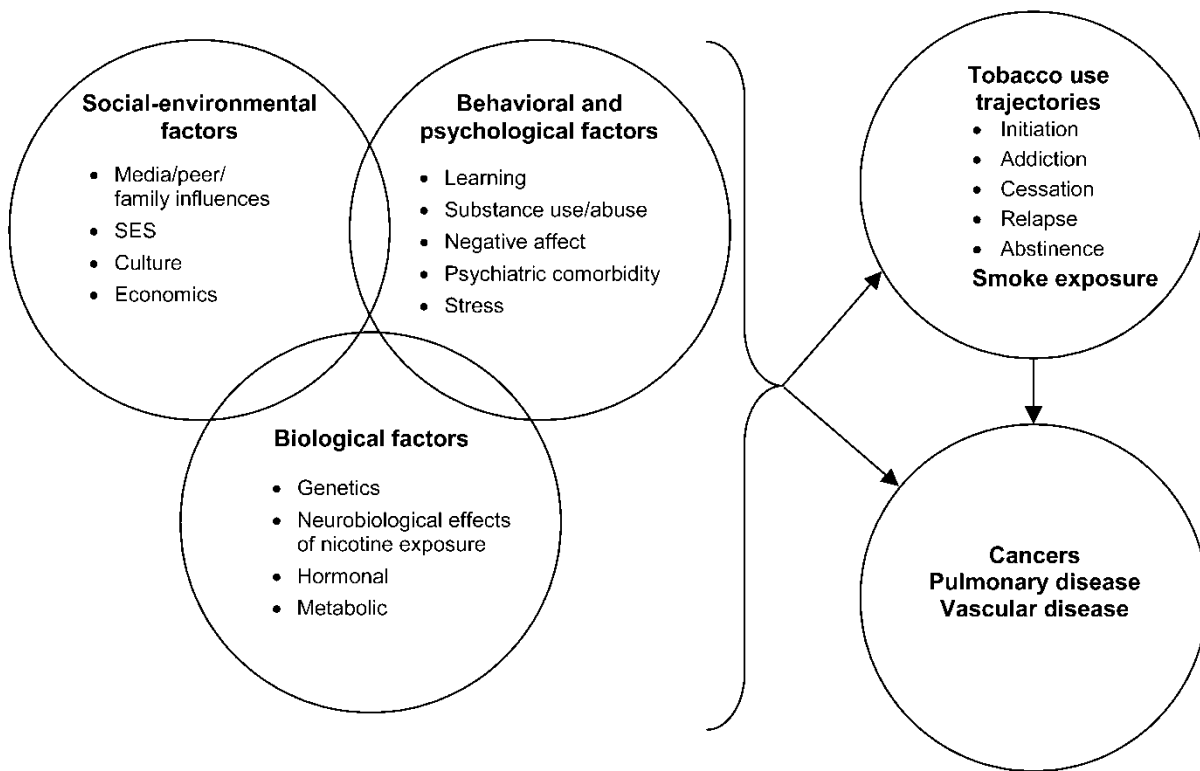 Social-environmental
factors
• Media/peer/
family influences
• SES
• Culture
• Economics
Behavioral and
psychological factors
• Learning
• Substance use/abuse
• Negative affect
• Psychiatric comorbidity
• Stress
Biological factors
• Genetics
• Neurobiological effects
of nicotine exposure
• Hormonal
• Metabolic
Tobacco use
trajectories
• Initiation
• Addiction
• Cessation
• Relapse
• Abstinence
Smoke exposure
Cancers
Pulmonary disease
Vascular disease